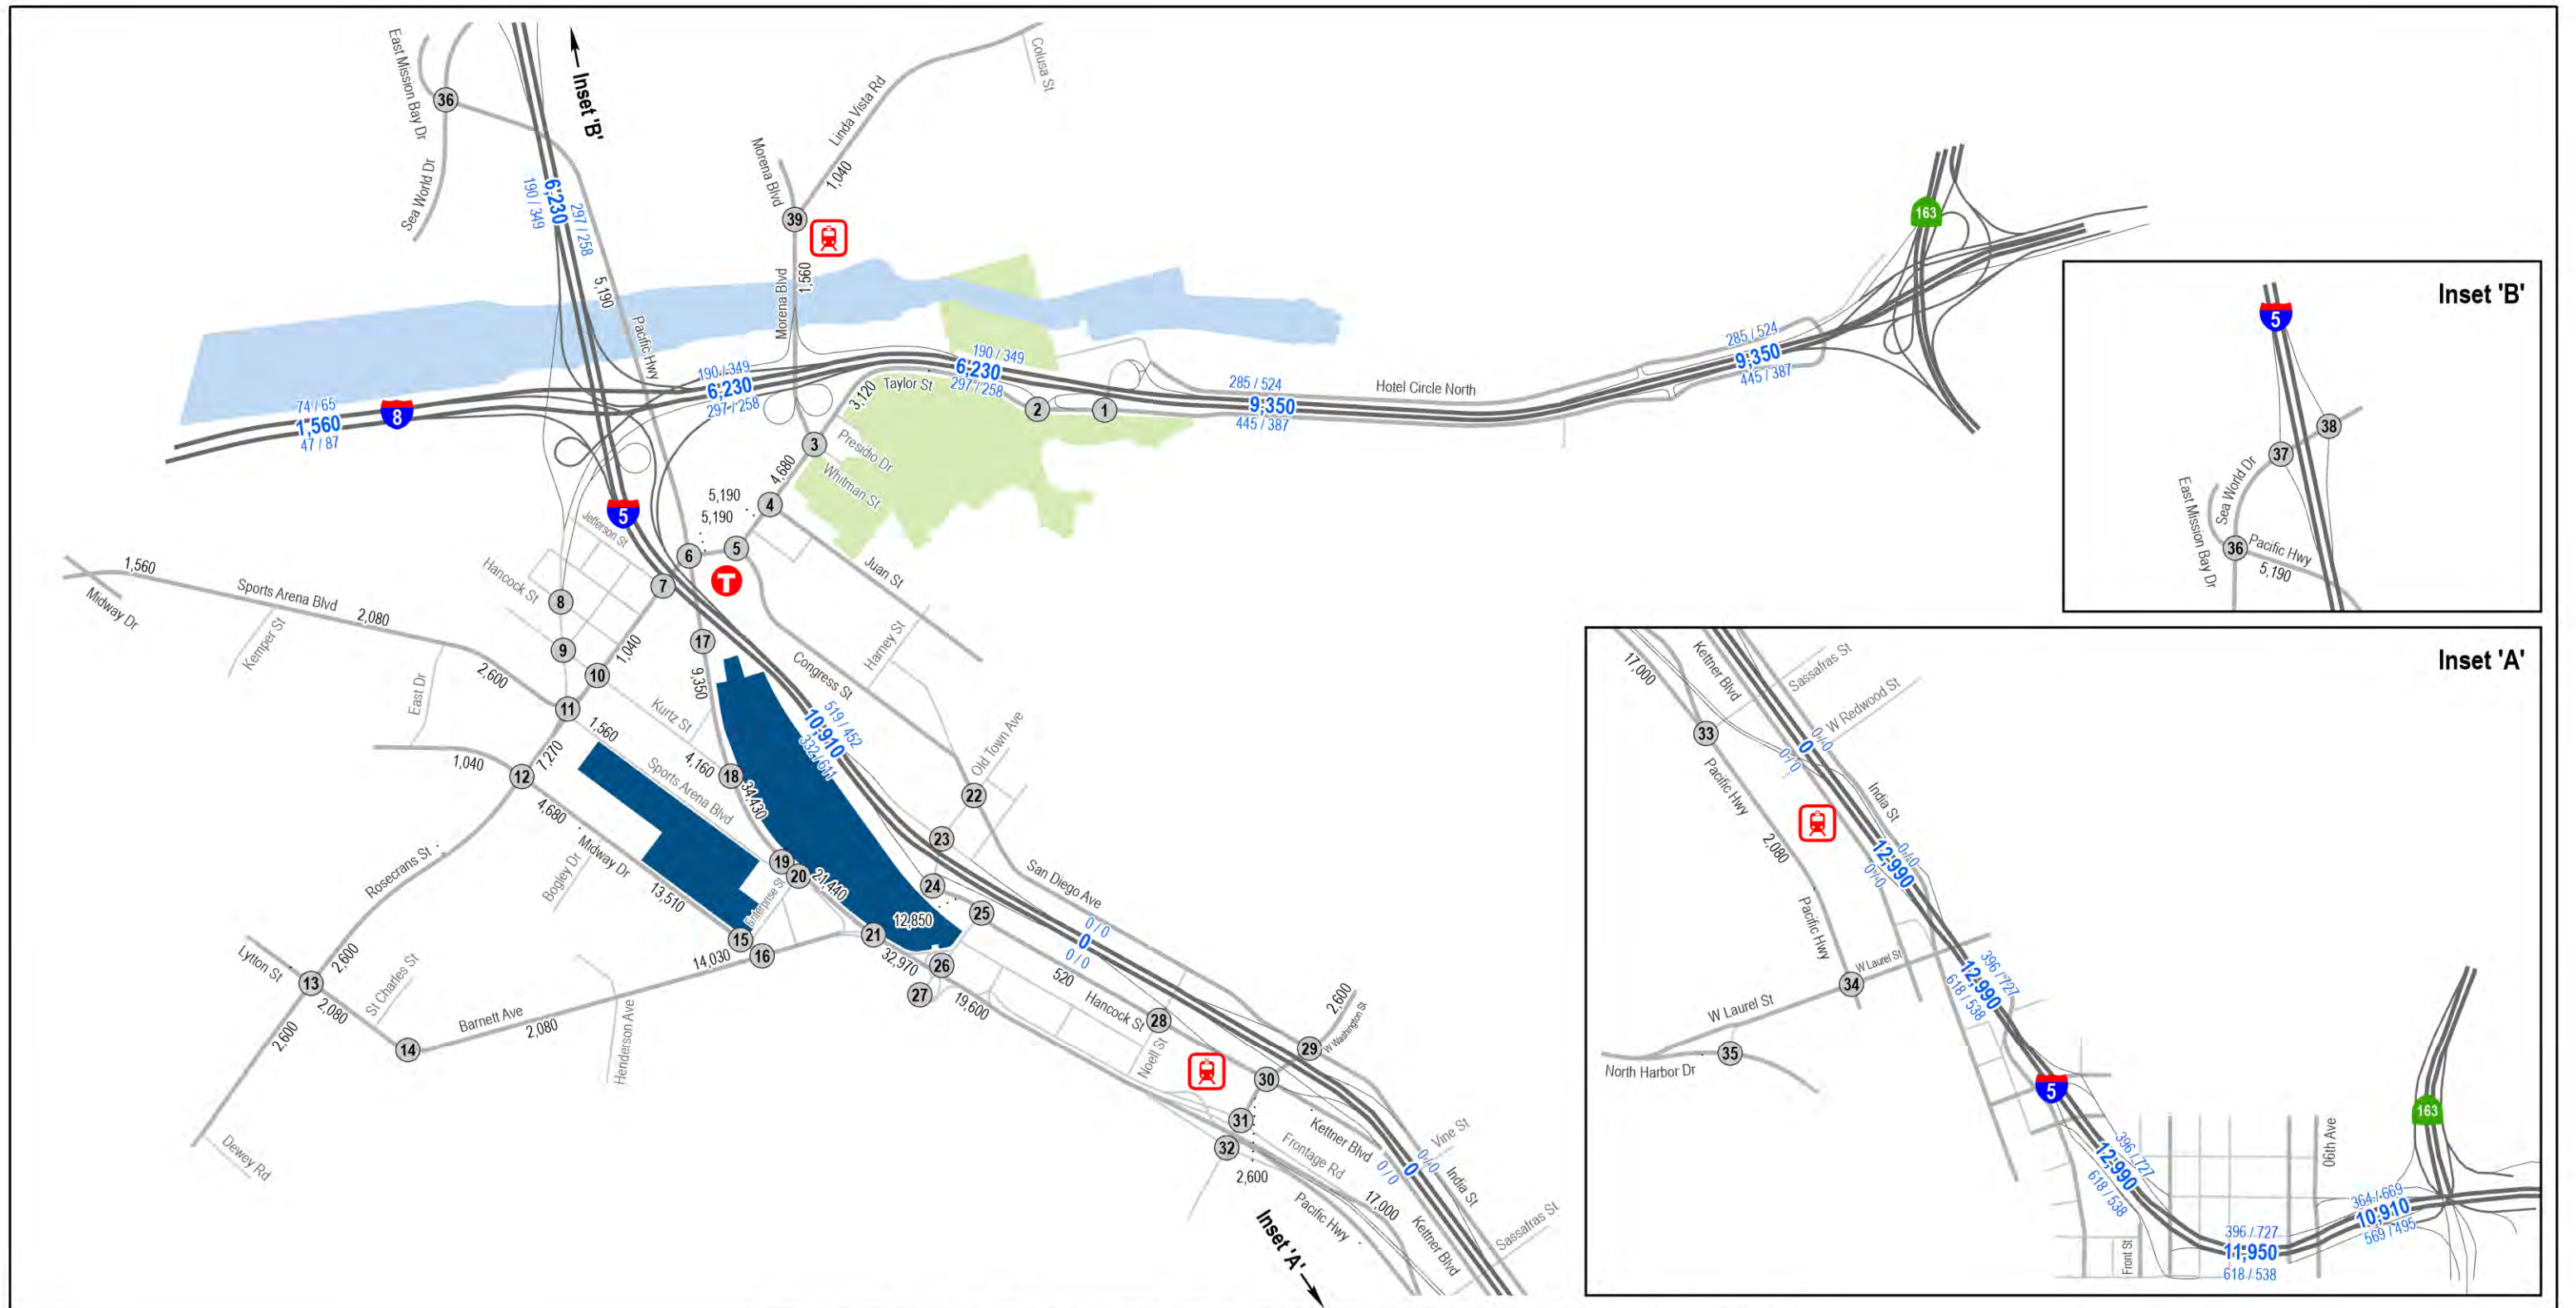 East Mission Bay Dr
36
Sea World Dr
Inset 'B'
Colusa St
Linda Vista Rd
1,040
Morena Blvd
39
1,560
Morena Blvd
190 / 349
6,230
297 / 258
5,190
Pacific Hwy
163
74 / 65
1,560
47 / 87
8
190 / 349
6,230
297 / 258
190 / 349
6,230
297 / 258
3,120
Taylor St
2
1
285 / 524
9,350
445 / 387
Hotel Circle North
285 / 524
9,350
445 / 387
3
Presidio Dr
Whitman St
4,680
4
5,190
5,190
5
6
7
5
T
Jefferson St
Hancock St
8
9
10
1,040
Juan St
Harney St
Congress St
17
9,350
1,560
Midway Dr
Sports Arena Blvd
2,080
Kemper St
2,600
East Dr
11
1,560
Kurtz St
4,160
18
34,430
Sports Arena Blvd
7,270
1,040
12
4,680
Midway Dr
Bogley Dr
13,510
Rosecrans St
519 / 452
10,910
332 / 611
Old Town Ave
22
23
24
25
San Diego Ave
19
20
21,440
Enterprise St
12,850
21
15
16
14,030
32,970
26
27
19,600
0 / 0
0
0 / 0
520
Hancock St
28
Noell St
Lytton St
2,600
13
2,080
St Charles St
2,600
14
Barnett Ave
2,080
Henderson Ave
Dewey Rd
2,600
W Washington St
29
30
31
32
2,600
Kettner Blvd
Frontage Rd
Pacific Hwy
17,000
0 / 0
0
0 / 0
Vine St
India St
Kettner Blvd
Sassafras St
Inset 'A'
Inset 'B'
5
38
37
Sea World Dr
East Mission Bay Dr
36
Pacific Hwy
5,190
Inset 'A'
17,000
Kettner Blvd
Sassafras St
W Redwood St
33
0 / 0
0
0 / 0
Pacific Hwy
2,080
India St
0 / 0
12,990
0 / 0
Pacific Hwy
W Laurel St
34
W Laurel St
35
North Harbor Dr
396 / 727
12,990
618 / 538
5
396 / 727
12,990
618 / 538
163
06th Ave
Front St
364 / 669
10,910
569 / 495
396 / 727
11,950
618 / 538